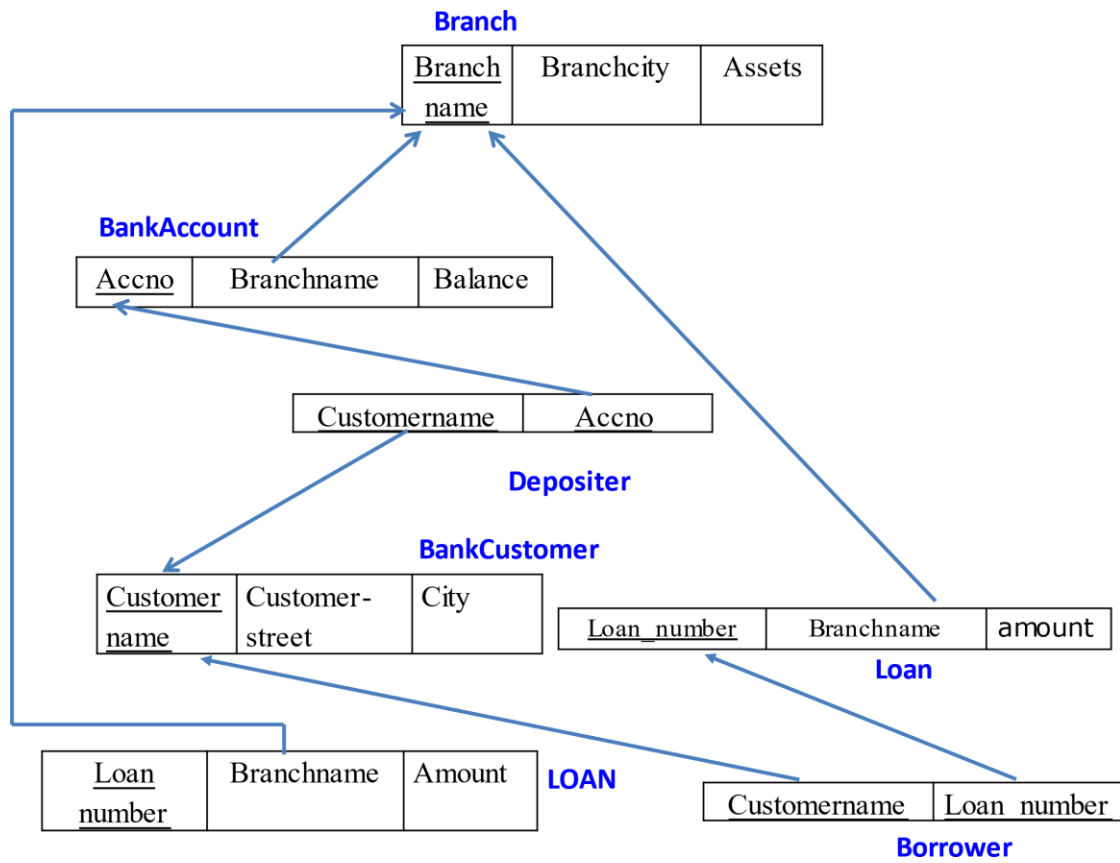 Branch
Branch name
Branchcity
Assets
BankAccount
Accno
Branchname
Balance
Customername
Accno
Depositer
BankCustomer
Customer name
Customer-street
City
Loan_number
Branchname
amount
Loan
Loan number
Branchname
Amount
LOAN
Customername
Loan_number
Borrower